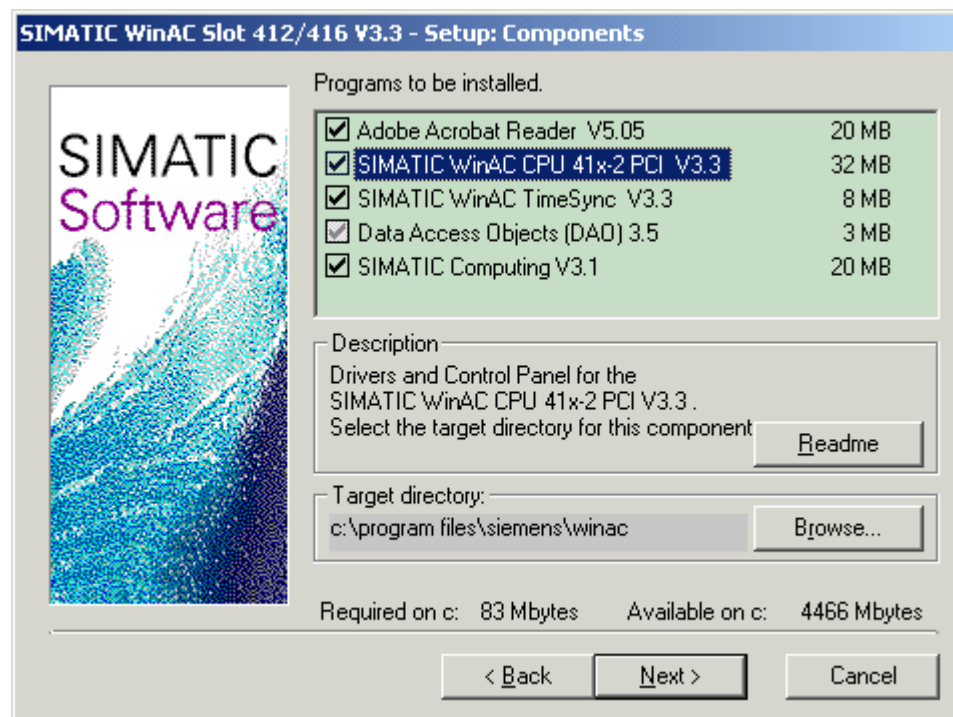 SIMATIC WinAC Slot 412/416 V3.3 - Setup: Components
SIMATIC
Software
Programs to be installed.
Adobe Acrobat Reader V5.05 20 MB
SIMATIC WinAC CPU 41x-2 PCI V3.3 32 MB
SIMATIC WinAC TimeSync V3.3 8 MB
Data Access Objects (DAO) 3.5 3 MB
SIMATIC Computing V3.1 20 MB
Description
Drivers and Control Panel for the
SIMATIC WinAC CPU 41x-2 PCI V3.3 .
Select the target directory for this component
Readme
Target directory:
c:\program files\siemens\winac Browse...
Required on c: 83 Mbytes Available on c: 4466 Mbytes
< Back Next > Cancel